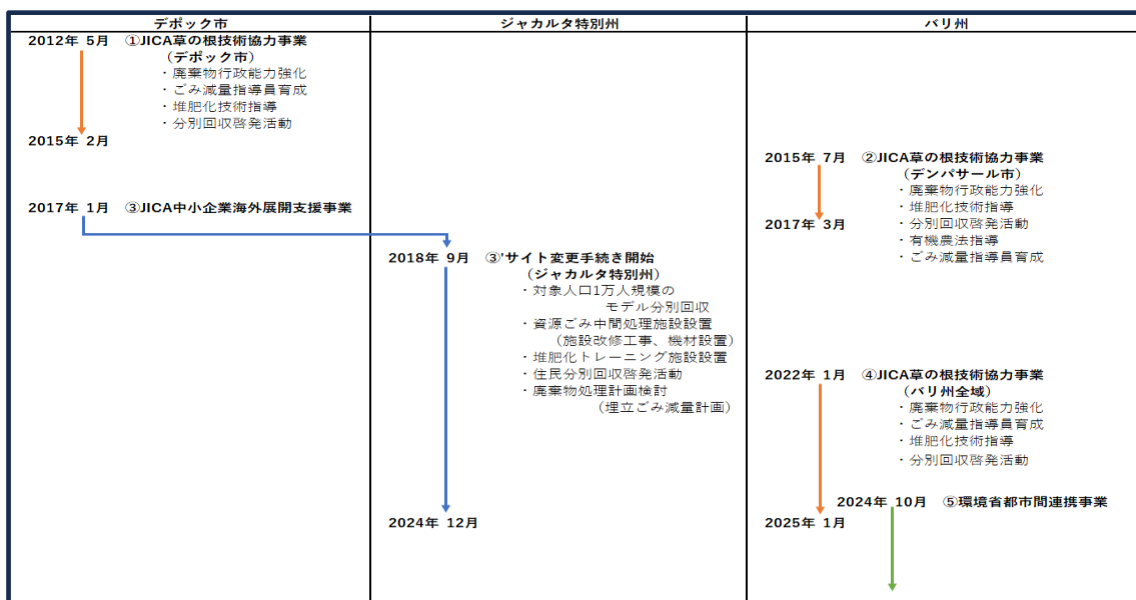 デポック市
2012年 5月 ①JICA草の根技術協力事業
（デポック市）
・廃棄物行政能力強化
・ごみ減量指導員育成
・堆肥化技術指導
・分別回収啓発活動
2015年 2月
2017年 1月 ③JICA中小企業海外展開支援事業
ジャカルタ特別州
2018年 9月 ③'サイト変更手続き開始
（ジャカルタ特別州）
・対象人口1万人規模の
モデル分別回収
・資源ごみ中間処理施設設置
（施設改修工事、機材設置）
・堆肥化トレーニング施設設置
・住民分別回収啓発活動
・廃棄物処理計画検討
（埋立ごみ減量計画）
2024年 12月
バリ州
2015年 7月 ②JICA草の根技術協力事業
（デンパサール市）
・廃棄物行政能力強化
・堆肥化技術指導
・分別回収啓発活動
2017年 3月
・有機農法指導
・ごみ減量指導員育成
2022年 1月 ④JICA草の根技術協力事業
（バリ州全域）
・廃棄物行政能力強化
・ごみ減量指導員育成
・堆肥化技術指導
・分別回収啓発活動
2024年 10月 ⑤環境省都市間連携事業
2025年 1月